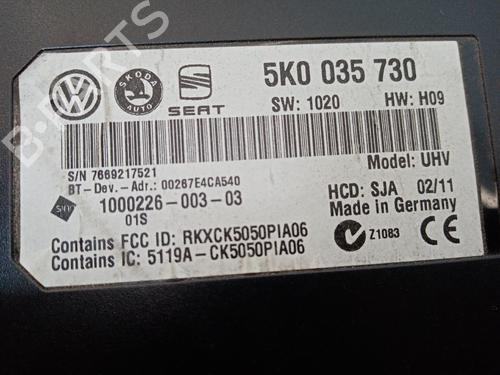 B-PARTS
5K0 035 730
SKODA
AUTO
SEAT
SW: 1020 HW: H09
S/N 7669217521
Model: UHV
BT-Dev.-Adr.: 00267E4CA540
1000226-003-03
01S
HCD: SJA 02/11
Made in Germany
Contains FCC ID: RKXCK5050PIA06
Contains IC: 5119A-CK5050PIA06
Z1083